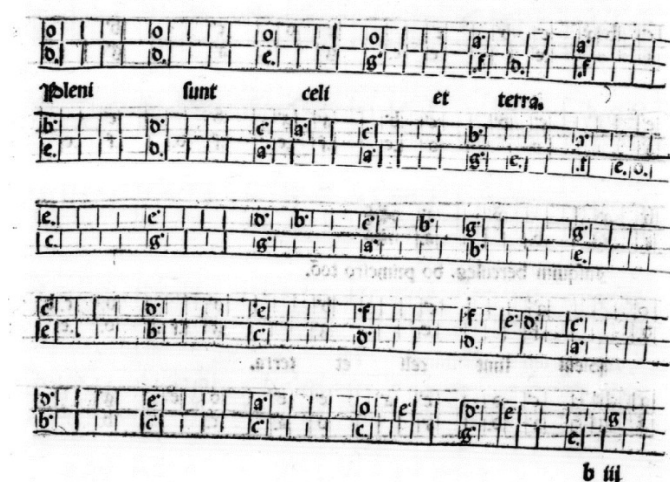 o o o o a· a·
d. d. e. g· .f d. .f
Pleni sunt celi et terra.
b· d· c· a· c· b·
e. d. a· a· g· e. .f e. d.
e. e· d· b· c· b· g· g·
c. g· g· a· b· e.
c· d· ·e ·f f e· d· c·
e b· c· d· d. a·
d· e· a· o e· d· e g
b· c· c· c. g· e.
b iii